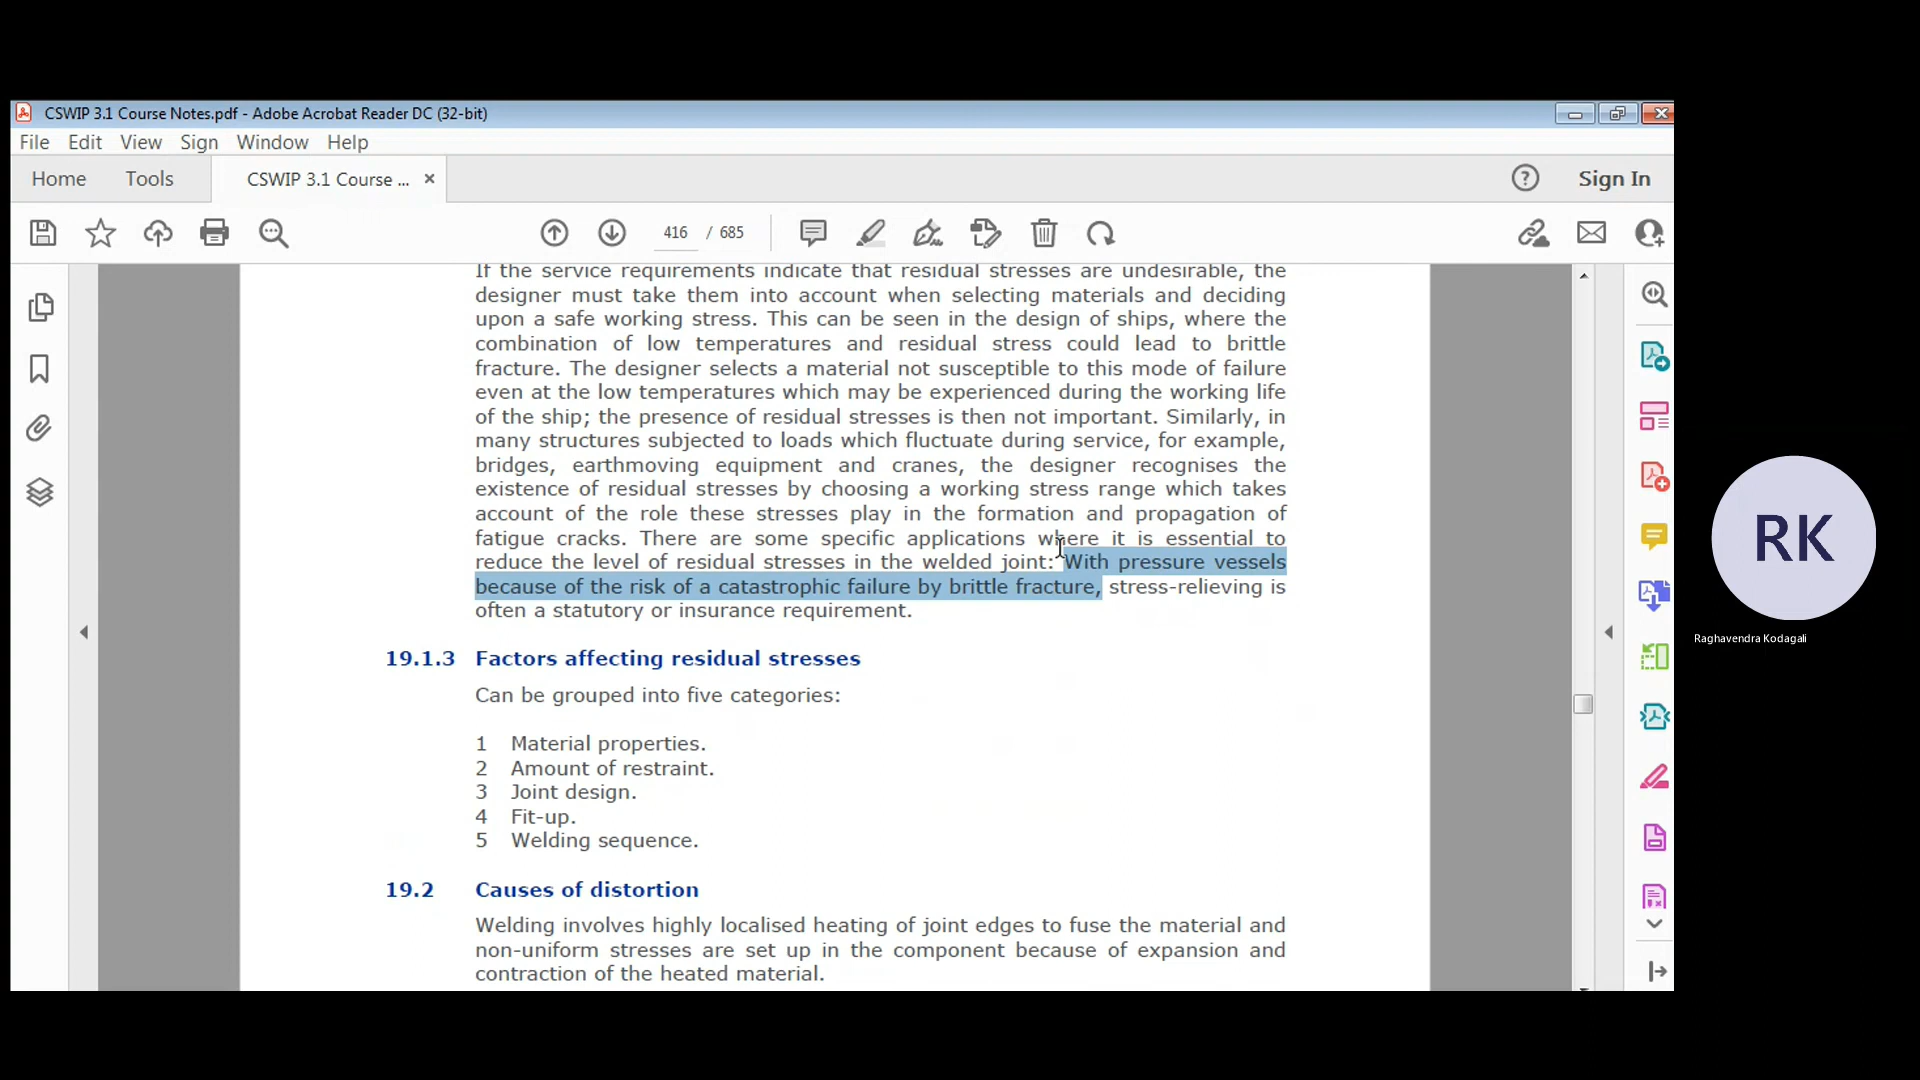 CSWIP 3.1 Course Notes.pdf - Adobe Acrobat Reader DC (32-bit)
File Edit View Sign Window Help
Home Tools CSWIP 3.1 Course ... × ? Sign In
416 / 685
If the service requirements indicate that residual stresses are undesirable, the
designer must take them into account when selecting materials and deciding
upon a safe working stress. This can be seen in the design of ships, where the
combination of low temperatures and residual stress could lead to brittle
fracture. The designer selects a material not susceptible to this mode of failure
even at the low temperatures which may be experienced during the working life
of the ship; the presence of residual stresses is then not important. Similarly, in
many structures subjected to loads which fluctuate during service, for example,
bridges, earthmoving equipment and cranes, the designer recognises the
existence of residual stresses by choosing a working stress range which takes
account of the role these stresses play in the formation and propagation of
fatigue cracks. There are some specific applications where it is essential to
reduce the level of residual stresses in the welded joint: With pressure vessels
because of the risk of a catastrophic failure by brittle fracture, stress-relieving is
often a statutory or insurance requirement.
19.1.3 Factors affecting residual stresses
Can be grouped into five categories:
1 Material properties.
2 Amount of restraint.
3 Joint design.
4 Fit-up.
5 Welding sequence.
19.2 Causes of distortion
Welding involves highly localised heating of joint edges to fuse the material and
non-uniform stresses are set up in the component because of expansion and
contraction of the heated material.
RK
Raghavendra Kodagali